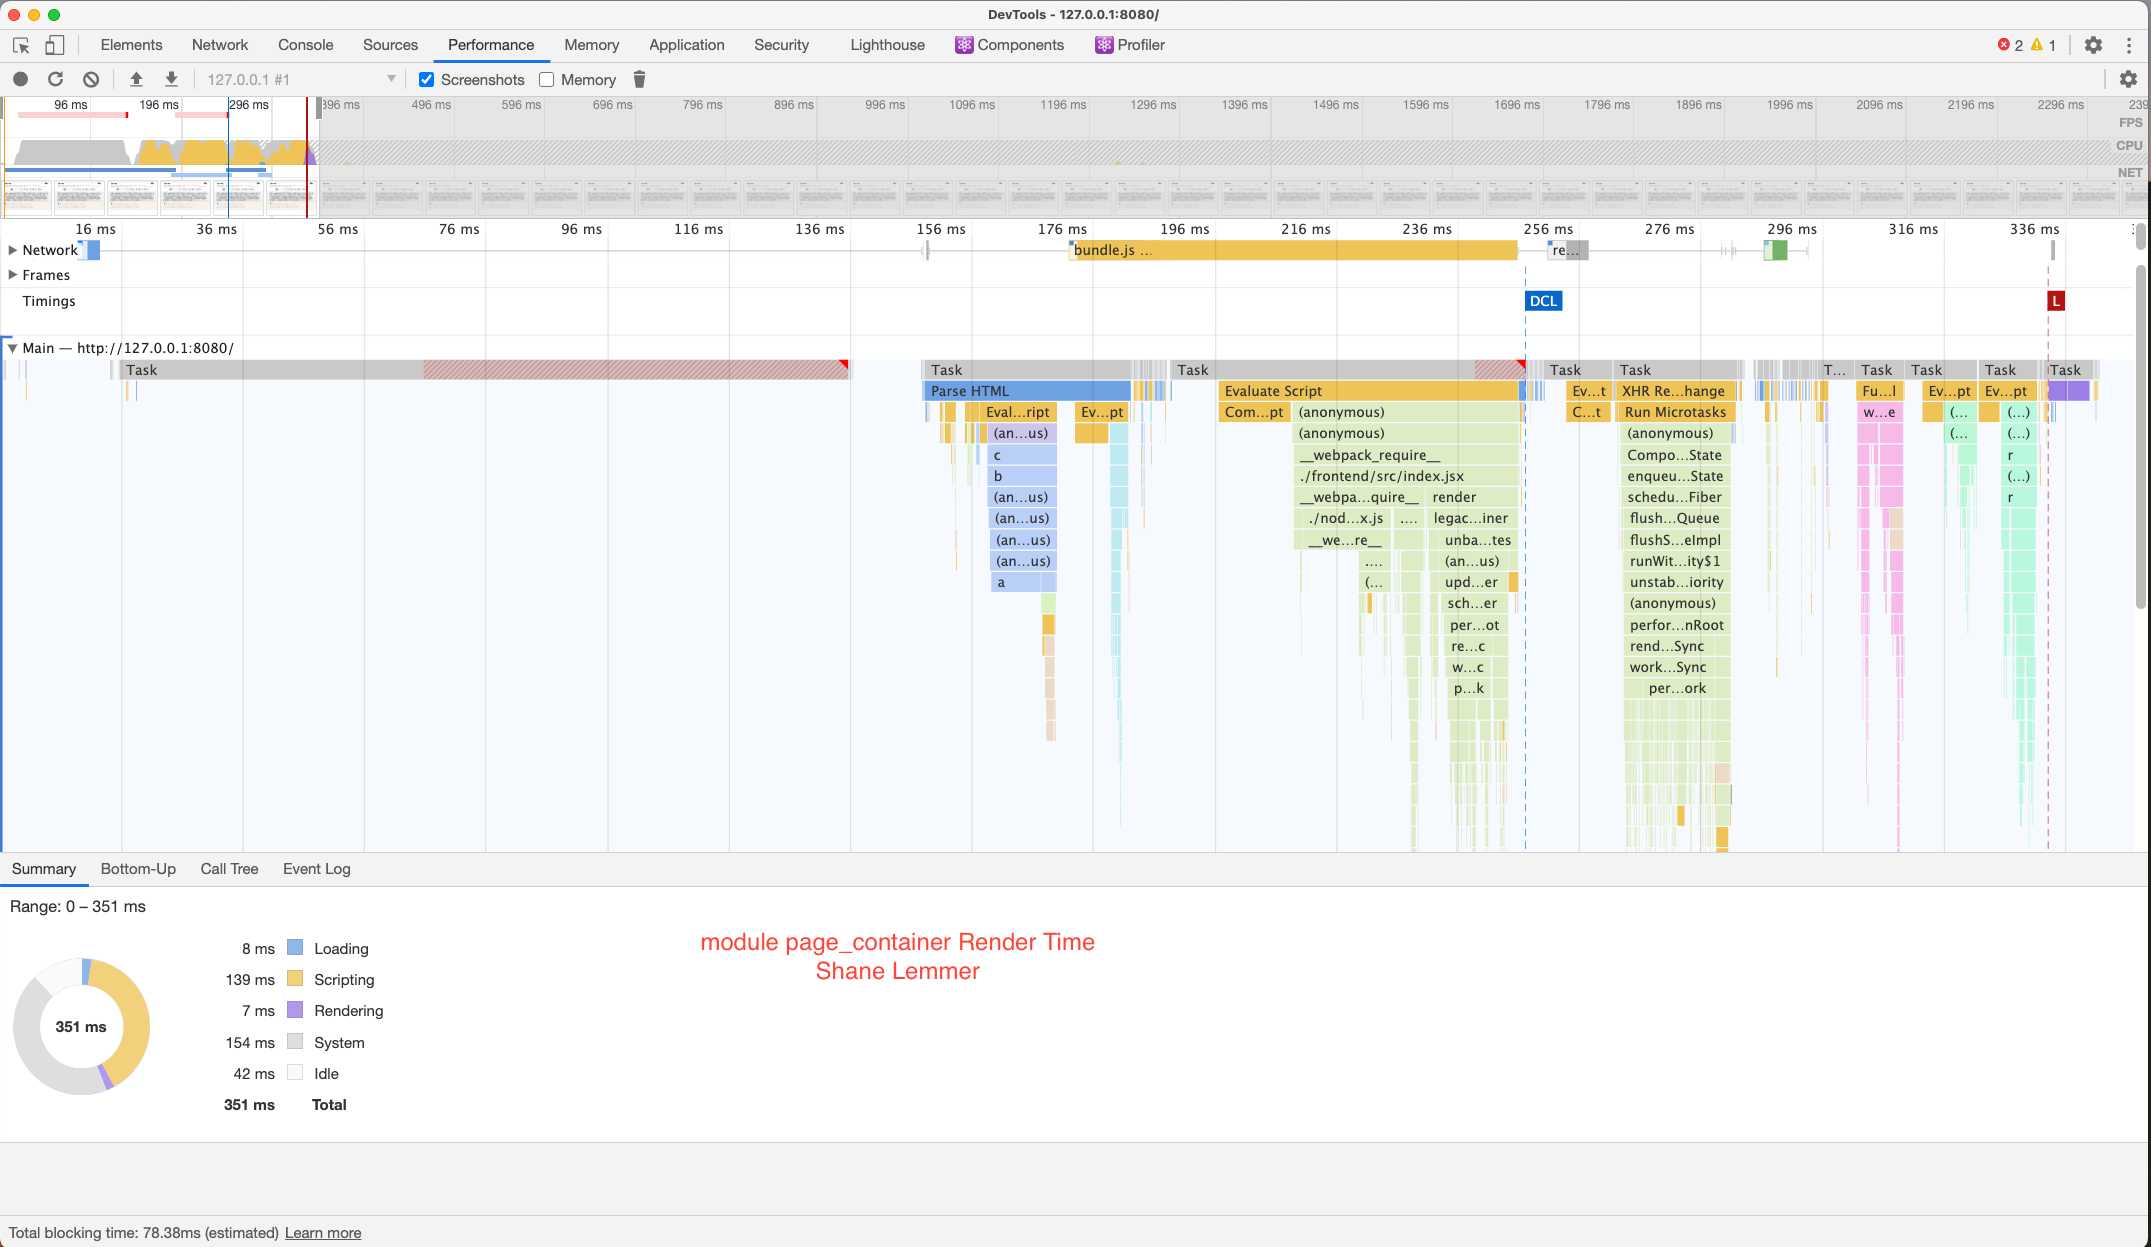 DevTools - 127.0.0.1:8080/
Elements Network Console Sources Performance Memory Application Security Lighthouse Components Profiler 2 1
127.0.0.1 #1 Screenshots Memory
96 ms 196 ms 296 ms 396 ms 496 ms 596 ms 696 ms 796 ms 896 ms 996 ms 1096 ms 1196 ms 1296 ms 1396 ms 1496 ms 1596 ms 1696 ms 1796 ms 1896 ms 1996 ms 2096 ms 2196 ms 2296 ms 239
FPS
CPU
NET
16 ms 36 ms 56 ms 76 ms 96 ms 116 ms 136 ms 156 ms 176 ms 196 ms 216 ms 236 ms 256 ms 276 ms 296 ms 316 ms 336 ms
Network bundle.js ... re...
Frames
Timings DCL L
Main — http://127.0.0.1:8080/
Task Task Task Task Task T... Task Task Task Task
Parse HTML Evaluate Script Ev...t XHR Re...hange Fu...l Ev...pt Ev...pt
Eval...ript Ev...pt Com...pt (anonymous) C...t Run Microtasks w...e (... (...)
(an...us) (anonymous) (anonymous) (... (...)
c __webpack_require__ Compo...State r
b ./frontend/src/index.jsx enqueu...State (...)
(an...us) __webpa...quire__ render schedu...Fiber r
(an...us) ./nod...x.js .... legac...iner flush...Queue
(an...us) __we...re__ unba...tes flushS...eImpl
(an...us) .... (an...us) runWit...ity$1
a (... upd...er unstab...iority
sch...er (anonymous)
per...ot perfor...nRoot
re...c rend...Sync
w...c work...Sync
p...k per...ork
Summary Bottom-Up Call Tree Event Log
Range: 0 – 351 ms
module page_container Render Time
Shane Lemmer
8 ms Loading
139 ms Scripting
7 ms Rendering
351 ms
154 ms System
42 ms Idle
351 ms Total
Total blocking time: 78.38ms (estimated) Learn more